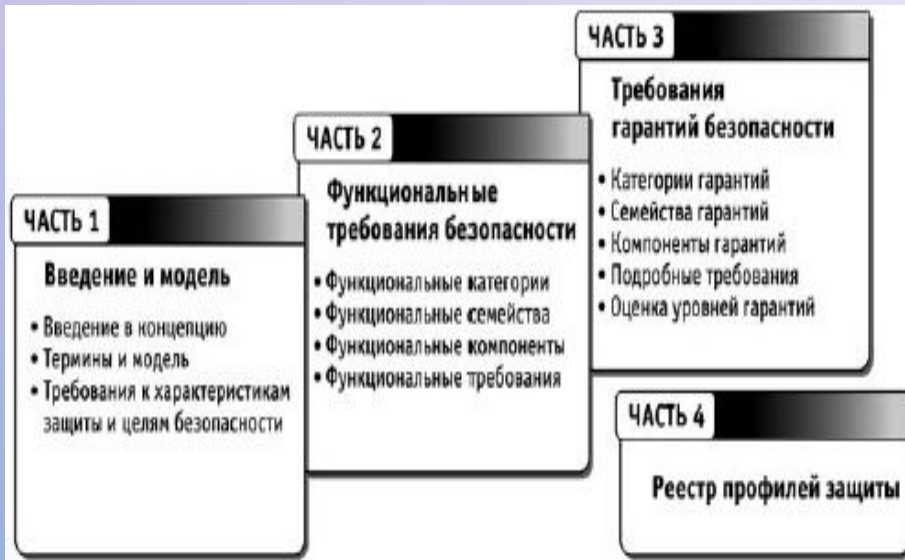 ЧАСТЬ 1
Введение и модель
• Введение в концепцию
• Термины и модель
• Требования к характеристикам
защиты и целям безопасности
ЧАСТЬ 2
Функциональные
требования безопасности
• Функциональные категории
• Функциональные семейства
• Функциональные компоненты
• Функциональные требования
ЧАСТЬ 3
Требования
гарантий безопасности
• Категории гарантий
• Семейства гарантий
• Компоненты гарантий
• Подробные требования
• Оценка уровней гарантий
ЧАСТЬ 4
Реестр профилей защиты